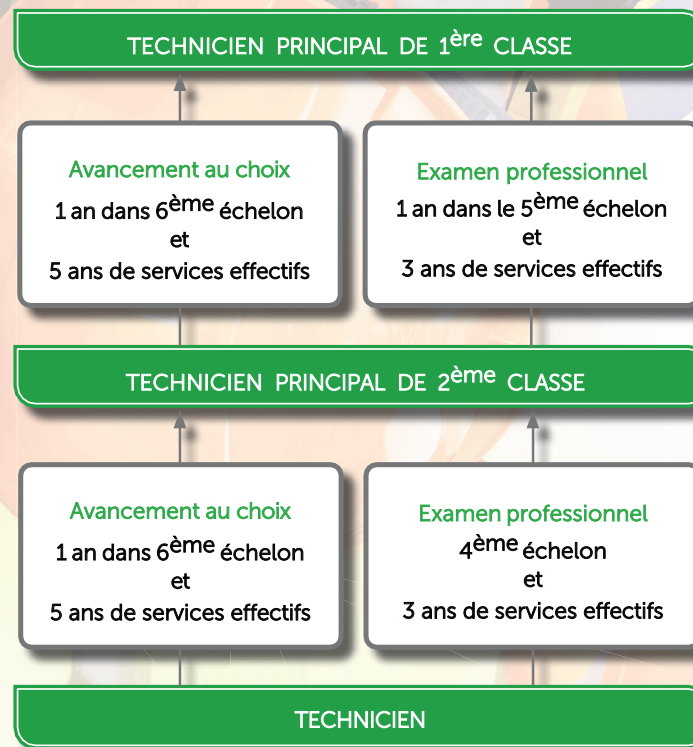 TECHNICIEN PRINCIPAL DE 1ère CLASSE
Avancement au choix
1 an dans 6ème échelon
et
5 ans de services effectifs
Examen professionnel
1 an dans le 5ème échelon
et
3 ans de services effectifs
TECHNICIEN PRINCIPAL DE 2ème CLASSE
Avancement au choix
1 an dans 6ème échelon
et
5 ans de services effectifs
Examen professionnel
4ème échelon
et
3 ans de services effectifs
TECHNICIEN